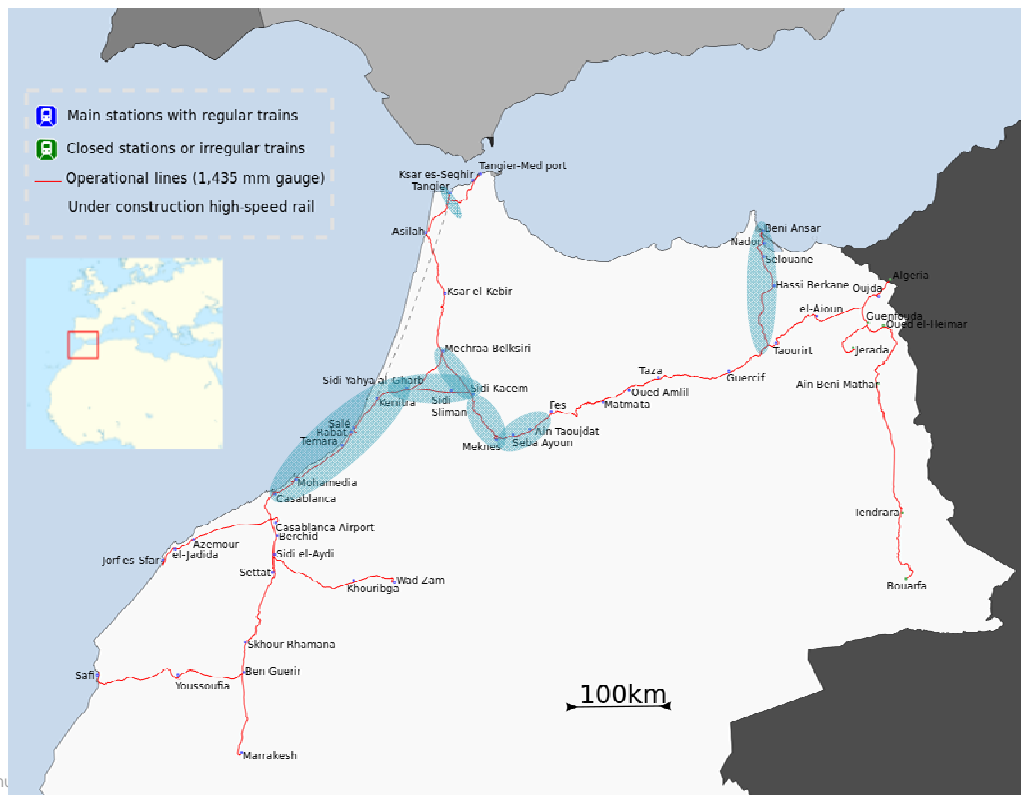 Main stations with regular trains
Closed stations or irregular trains
Operational lines (1,435 mm gauge)
Under construction high-speed rail
Tangier-Med port
Ksar es-Seghir
Tangier
Asilah
Ksar el Kebir
Mechraa Belksiri
Sidi Yahya al Gharb
Sidi Kacem
Kenitra
Sidi
Sliman
Salé
Rabat
Temara
Mohamedia
Casablanca
Meknes
Seba Ayoun
Ain Taoujdat
Fes
Matmata
Oued Amlil
Taza
Guercif
Taourirt
Beni Ansar
Nador
Selouane
Hassi Berkane
el-Aioun
Oujda
Algeria
Guenfouda
Oued el-Heimar
Jerada
Ain Beni Mathar
Tendrara
Bouarfa
Casablanca Airport
Berchid
Azemour
el-Jadida
Jorf es Sfar
Sidi el-Aydi
Settat
Khouribga
Wad Zam
Skhour Rhamana
Ben Guerir
Safi
Youssoufia
Marrakesh
100km